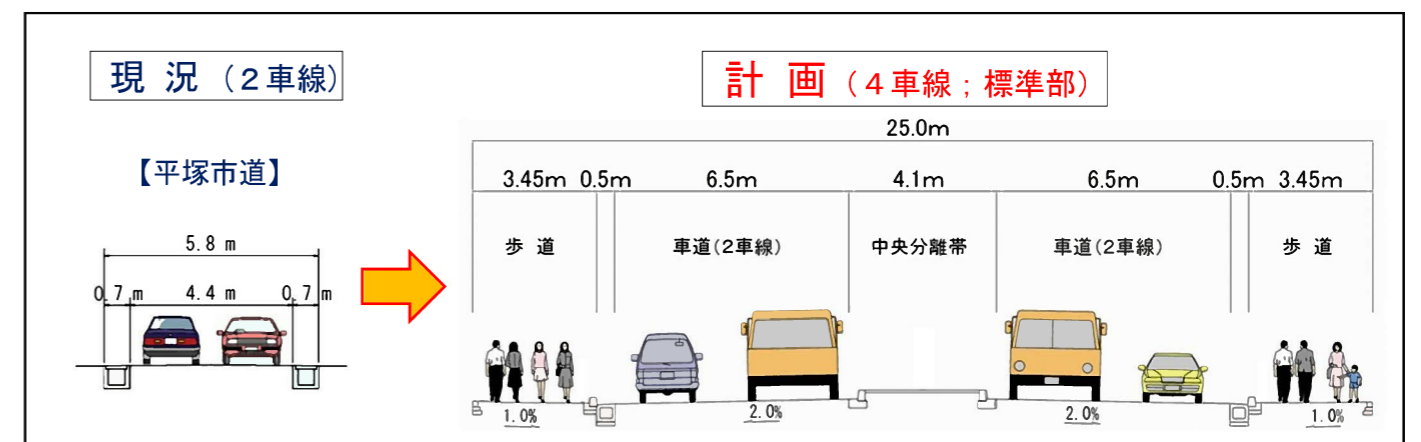 現 況 (2車線)
【平塚市道】
5.8 m
0.7 m 4.4 m 0.7 m
計 画 (4車線;標準部)
25.0m
3.45m 0.5m 6.5m 4.1m 6.5m 0.5m 3.45m
歩 道 車道(2車線) 中央分離帯 車道(2車線) 歩 道
1.0% 2.0% 2.0% 1.0%